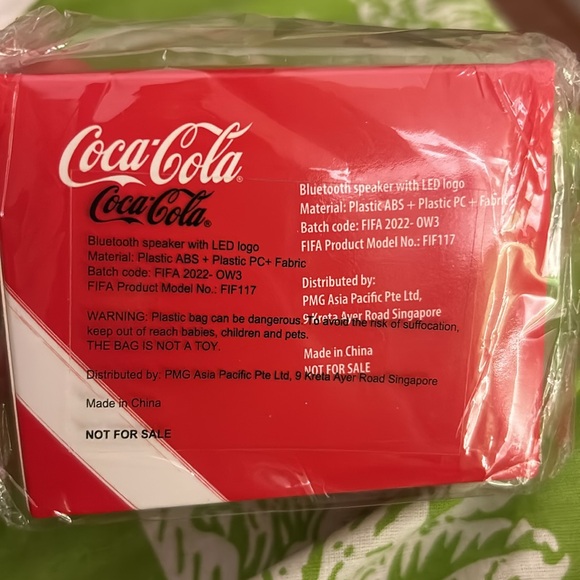 Coca-Cola
Coca-Cola
Bluetooth speaker with LED logo
Material: Plastic ABS + Plastic PC+ Fabric
Batch code: FIFA 2022- OW3
FIFA Product Model No.: FIF117
WARNING: Plastic bag can be dangerous. To avoid the risk of suffocation,
keep out of reach babies, children and pets.
THE BAG IS NOT A TOY.
Distributed by: PMG Asia Pacific Pte Ltd, 9 Kreta Ayer Road Singapore
Made in China
NOT FOR SALE
Bluetooth speaker with LED logo
Material: Plastic ABS + Plastic PC + Fabric
Batch code: FIFA 2022- OW3
FIFA Product Model No.: FIF117
Distributed by:
PMG Asia Pacific Pte Ltd,
9 Kreta Ayer Road Singapore
Made in China
NOT FOR SALE